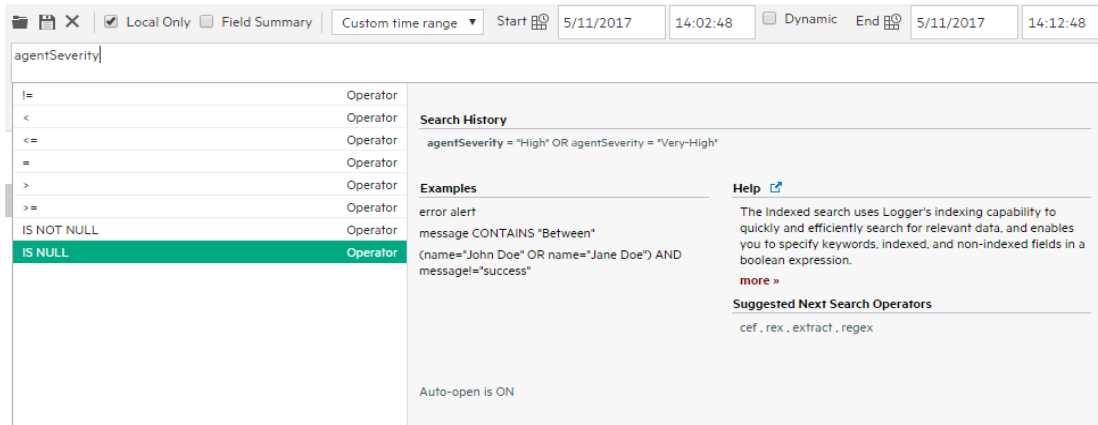 Local Only Field Summary Custom time range Start 5/11/2017 14:02:48 Dynamic End 5/11/2017 14:12:48
agentSeverity
!= Operator
< Operator
<= Operator
= Operator
> Operator
>= Operator
IS NOT NULL Operator
IS NULL Operator
Search History
agentSeverity = "High" OR agentSeverity = "Very-High"
Examples
error alert
message CONTAINS "Between"
(name="John Doe" OR name="Jane Doe") AND
message!="success"
Help
The Indexed search uses Logger's indexing capability to
quickly and efficiently search for relevant data, and enables
you to specify keywords, indexed, and non-indexed fields in a
boolean expression.
more »
Suggested Next Search Operators
cef , rex , extract , regex
Auto-open is ON